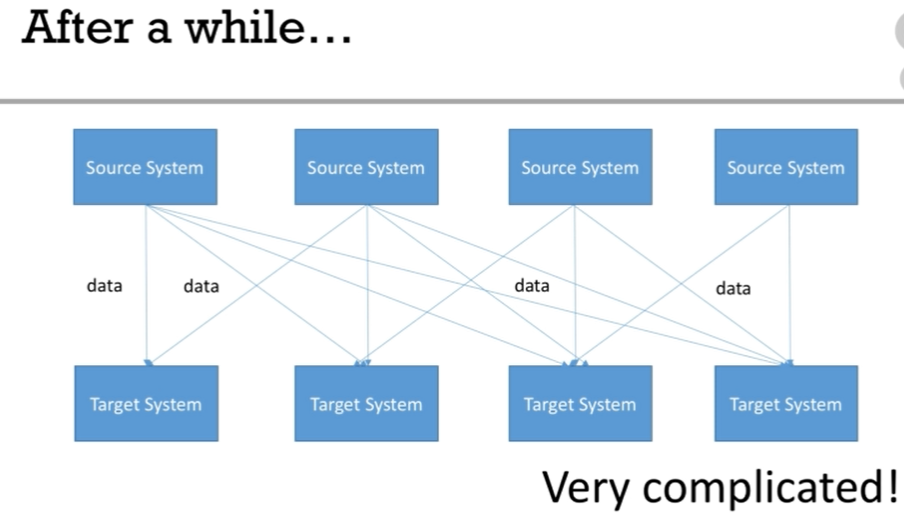 After a while...
Source System Source System Source System Source System
data data data data
Target System Target System Target System Target System
Very complicated!